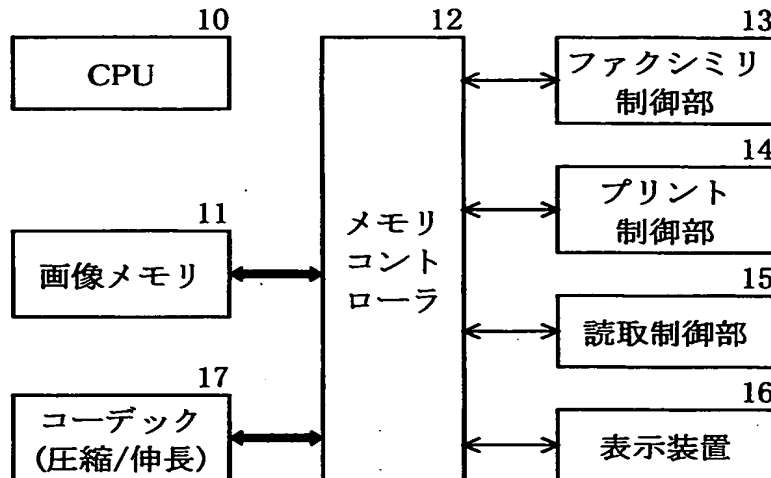 10
CPU
11
画像メモリ
17
コーデック
(圧縮/伸長)
12
メモリ
コント
ローラ
13
ファクシミリ
制御部
14
プリント
制御部
15
読取制御部
16
表示装置